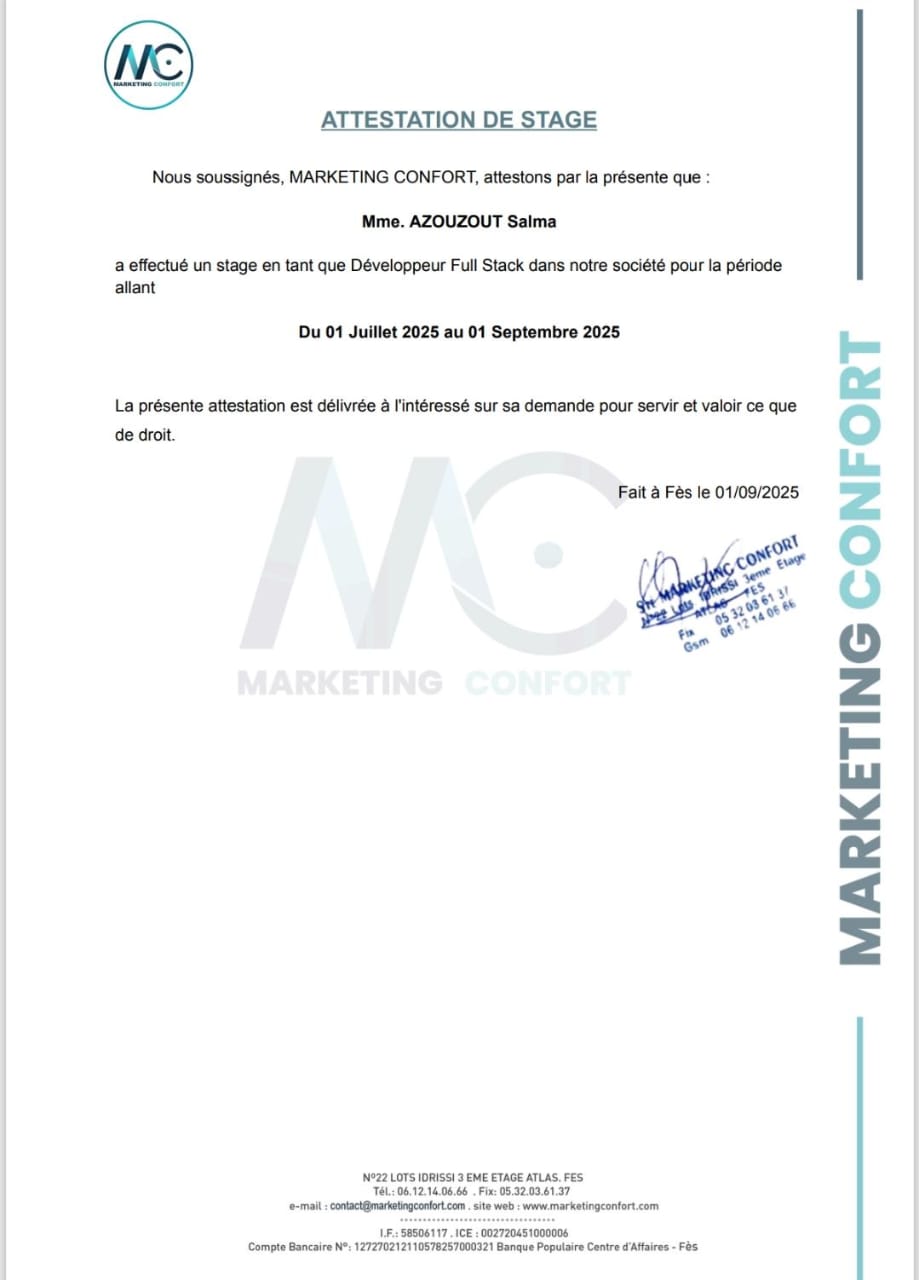 MC
MARKETING CONFORT
ATTESTATION DE STAGE
Nous soussignés, MARKETING CONFORT, attestons par la présente que :
Mme. AZOUZOUT Salma
a effectué un stage en tant que Développeur Full Stack dans notre société pour la période
allant
Du 01 Juillet 2025 au 01 Septembre 2025
La présente attestation est délivrée à l'intéressé sur sa demande pour servir et valoir ce que
de droit.
Fait à Fès le 01/09/2025
MC
MARKETING CONFORT
Sté MARKETING CONFORT
N°22 Lots IDRISSI 3eme Etage
ATLAS FES
Fix 05 32 03 61 37
Gsm 06 12 14 06 66
MARKETING CONFORT
N°22 LOTS IDRISSI 3 EME ETAGE ATLAS. FES
Tél.: 06.12.14.06.66 . Fix: 05.32.03.61.37
e-mail : contact@marketingconfort.com . site web : www.marketingconfort.com
I.F.: 58506117 . ICE : 002720451000006
Compte Bancaire N°: 127270212110578257000321 Banque Populaire Centre d'Affaires - Fès